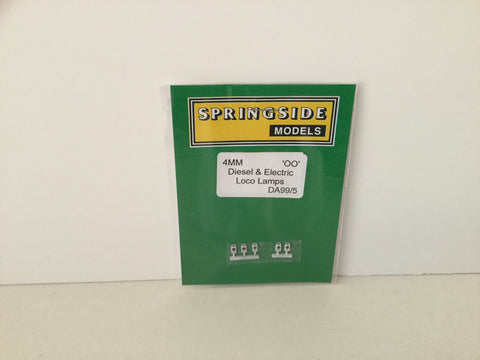 SPRINGSIDE
MODELS
4MM 'OO'
Diesel & Electric
Loco Lamps
DA99/5